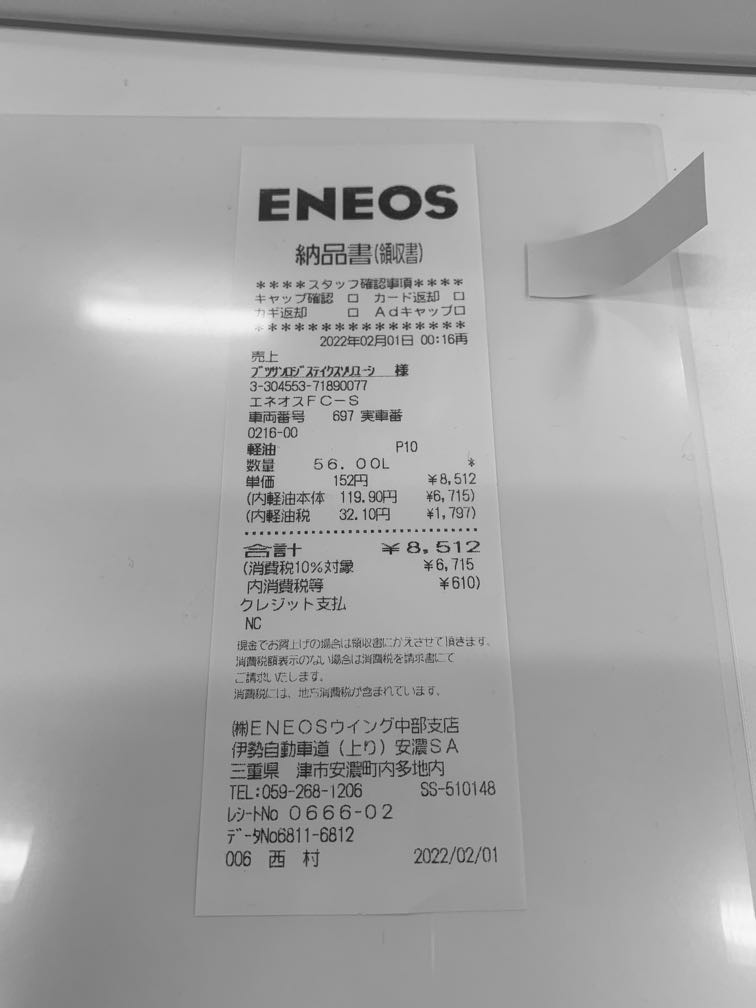 ENEOS
納品書(領収書)
****スタッフ確認事項****
キャップ確認 □ カード返却 □
カギ返却 □ Adキャップ□
****************
2022年02月01日 00:16再
売上
ブツサンロジスティクスソリユーシ 様
3-304553-71890077
エネオスFC-S
車両番号 697 実車番
0216-00
軽油 P10
数量 56.00L *
単価 152円 ¥8,512
(内軽油本体 119.90円 ¥6,715)
(内軽油税 32.10円 ¥1,797)
合計 ¥8,512
(消費税10%対象 ¥6,715
内消費税等 ¥610)
クレジット支払
NC
現金でお買上げの場合は領収書にかえさせて頂きます。
消費税額表示のない場合は消費税を請求書にて
ご請求いたします。
消費税には、地方消費税が含まれています。
㈱ENEOSウイング中部支店
伊勢自動車道(上り)安濃SA
三重県 津市安濃町内多地内
TEL:059-268-1206 SS-510148
レシートNo 0666-02
データNo6811-6812
006 西 村 2022/02/01